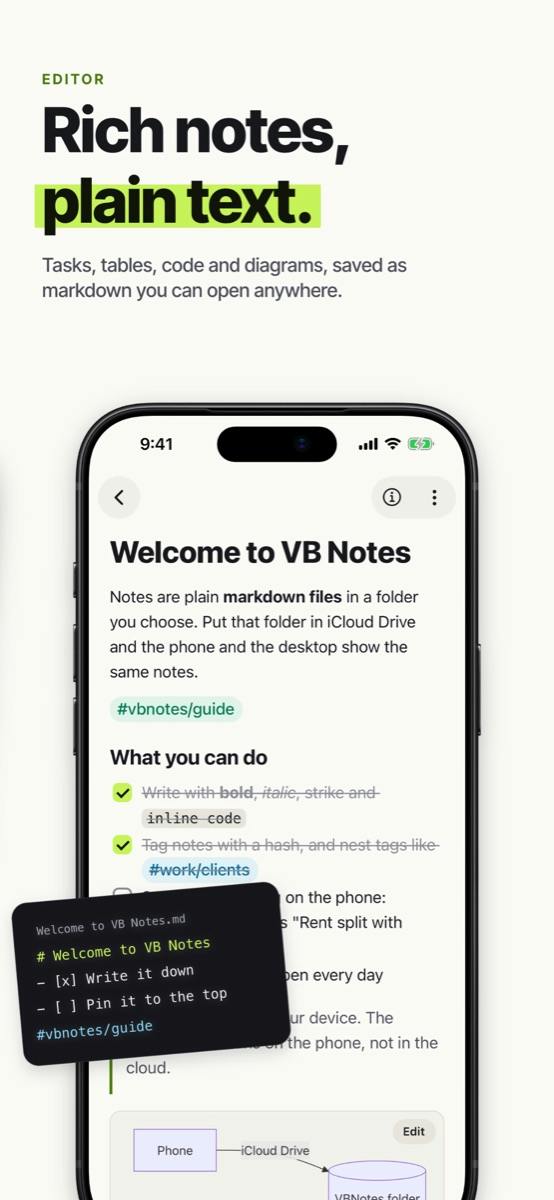 EDITOR
Rich notes,
plain text.
Tasks, tables, code and diagrams, saved as
markdown you can open anywhere.
9:41
Welcome to VB Notes
Notes are plain markdown files in a folder
you choose. Put that folder in iCloud Drive
and the phone and the desktop show the
same notes.
#vbnotes/guide
What you can do
Write with bold, italic, strike and
inline code
Tag notes with a hash, and nest tags like
#work/clients
on the phone:
"Rent split with
every day
device. The
the phone, not in the
cloud.
Welcome to VB Notes.md
# Welcome to VB Notes
– [x] Write it down
– [ ] Pin it to the top
#vbnotes/guide
Edit
Phone
iCloud Drive
VBNotes folder